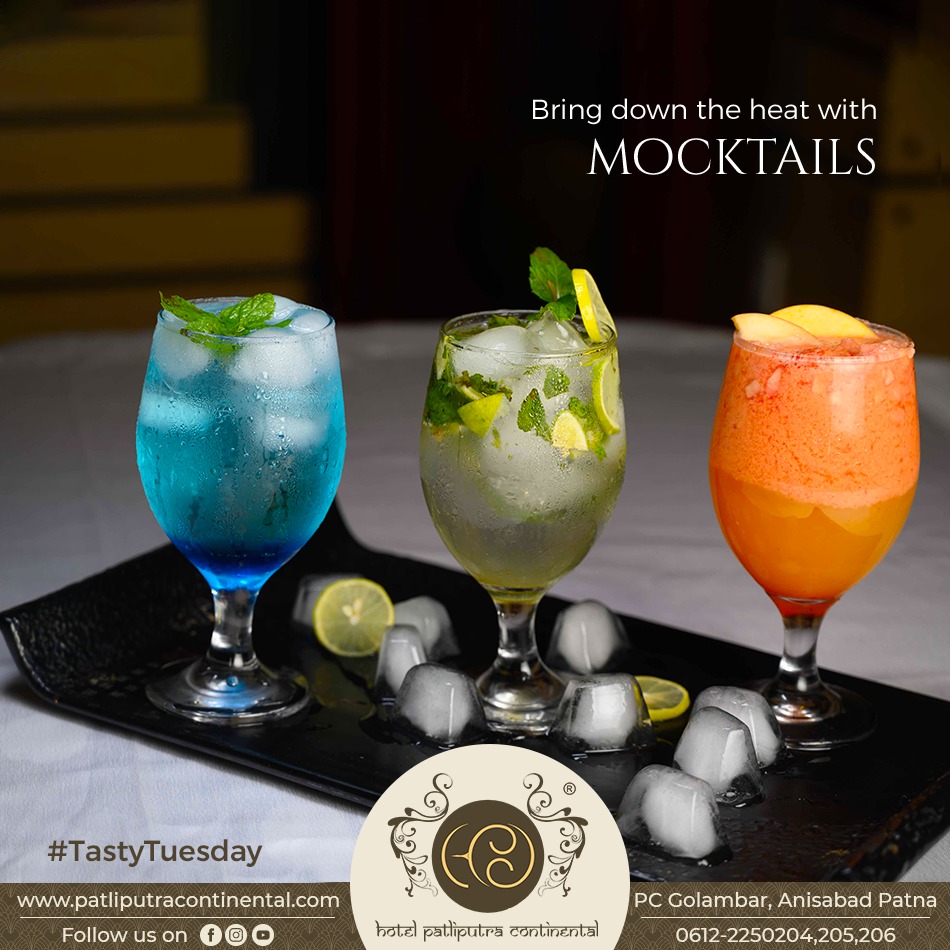 Bring down the heat with
MOCKTAILS
#TastyTuesday
®
hotel patliputra continental
www.patliputracontinental.com
Follow us on
PC Golambar, Anisabad Patna
0612-2250204,205,206